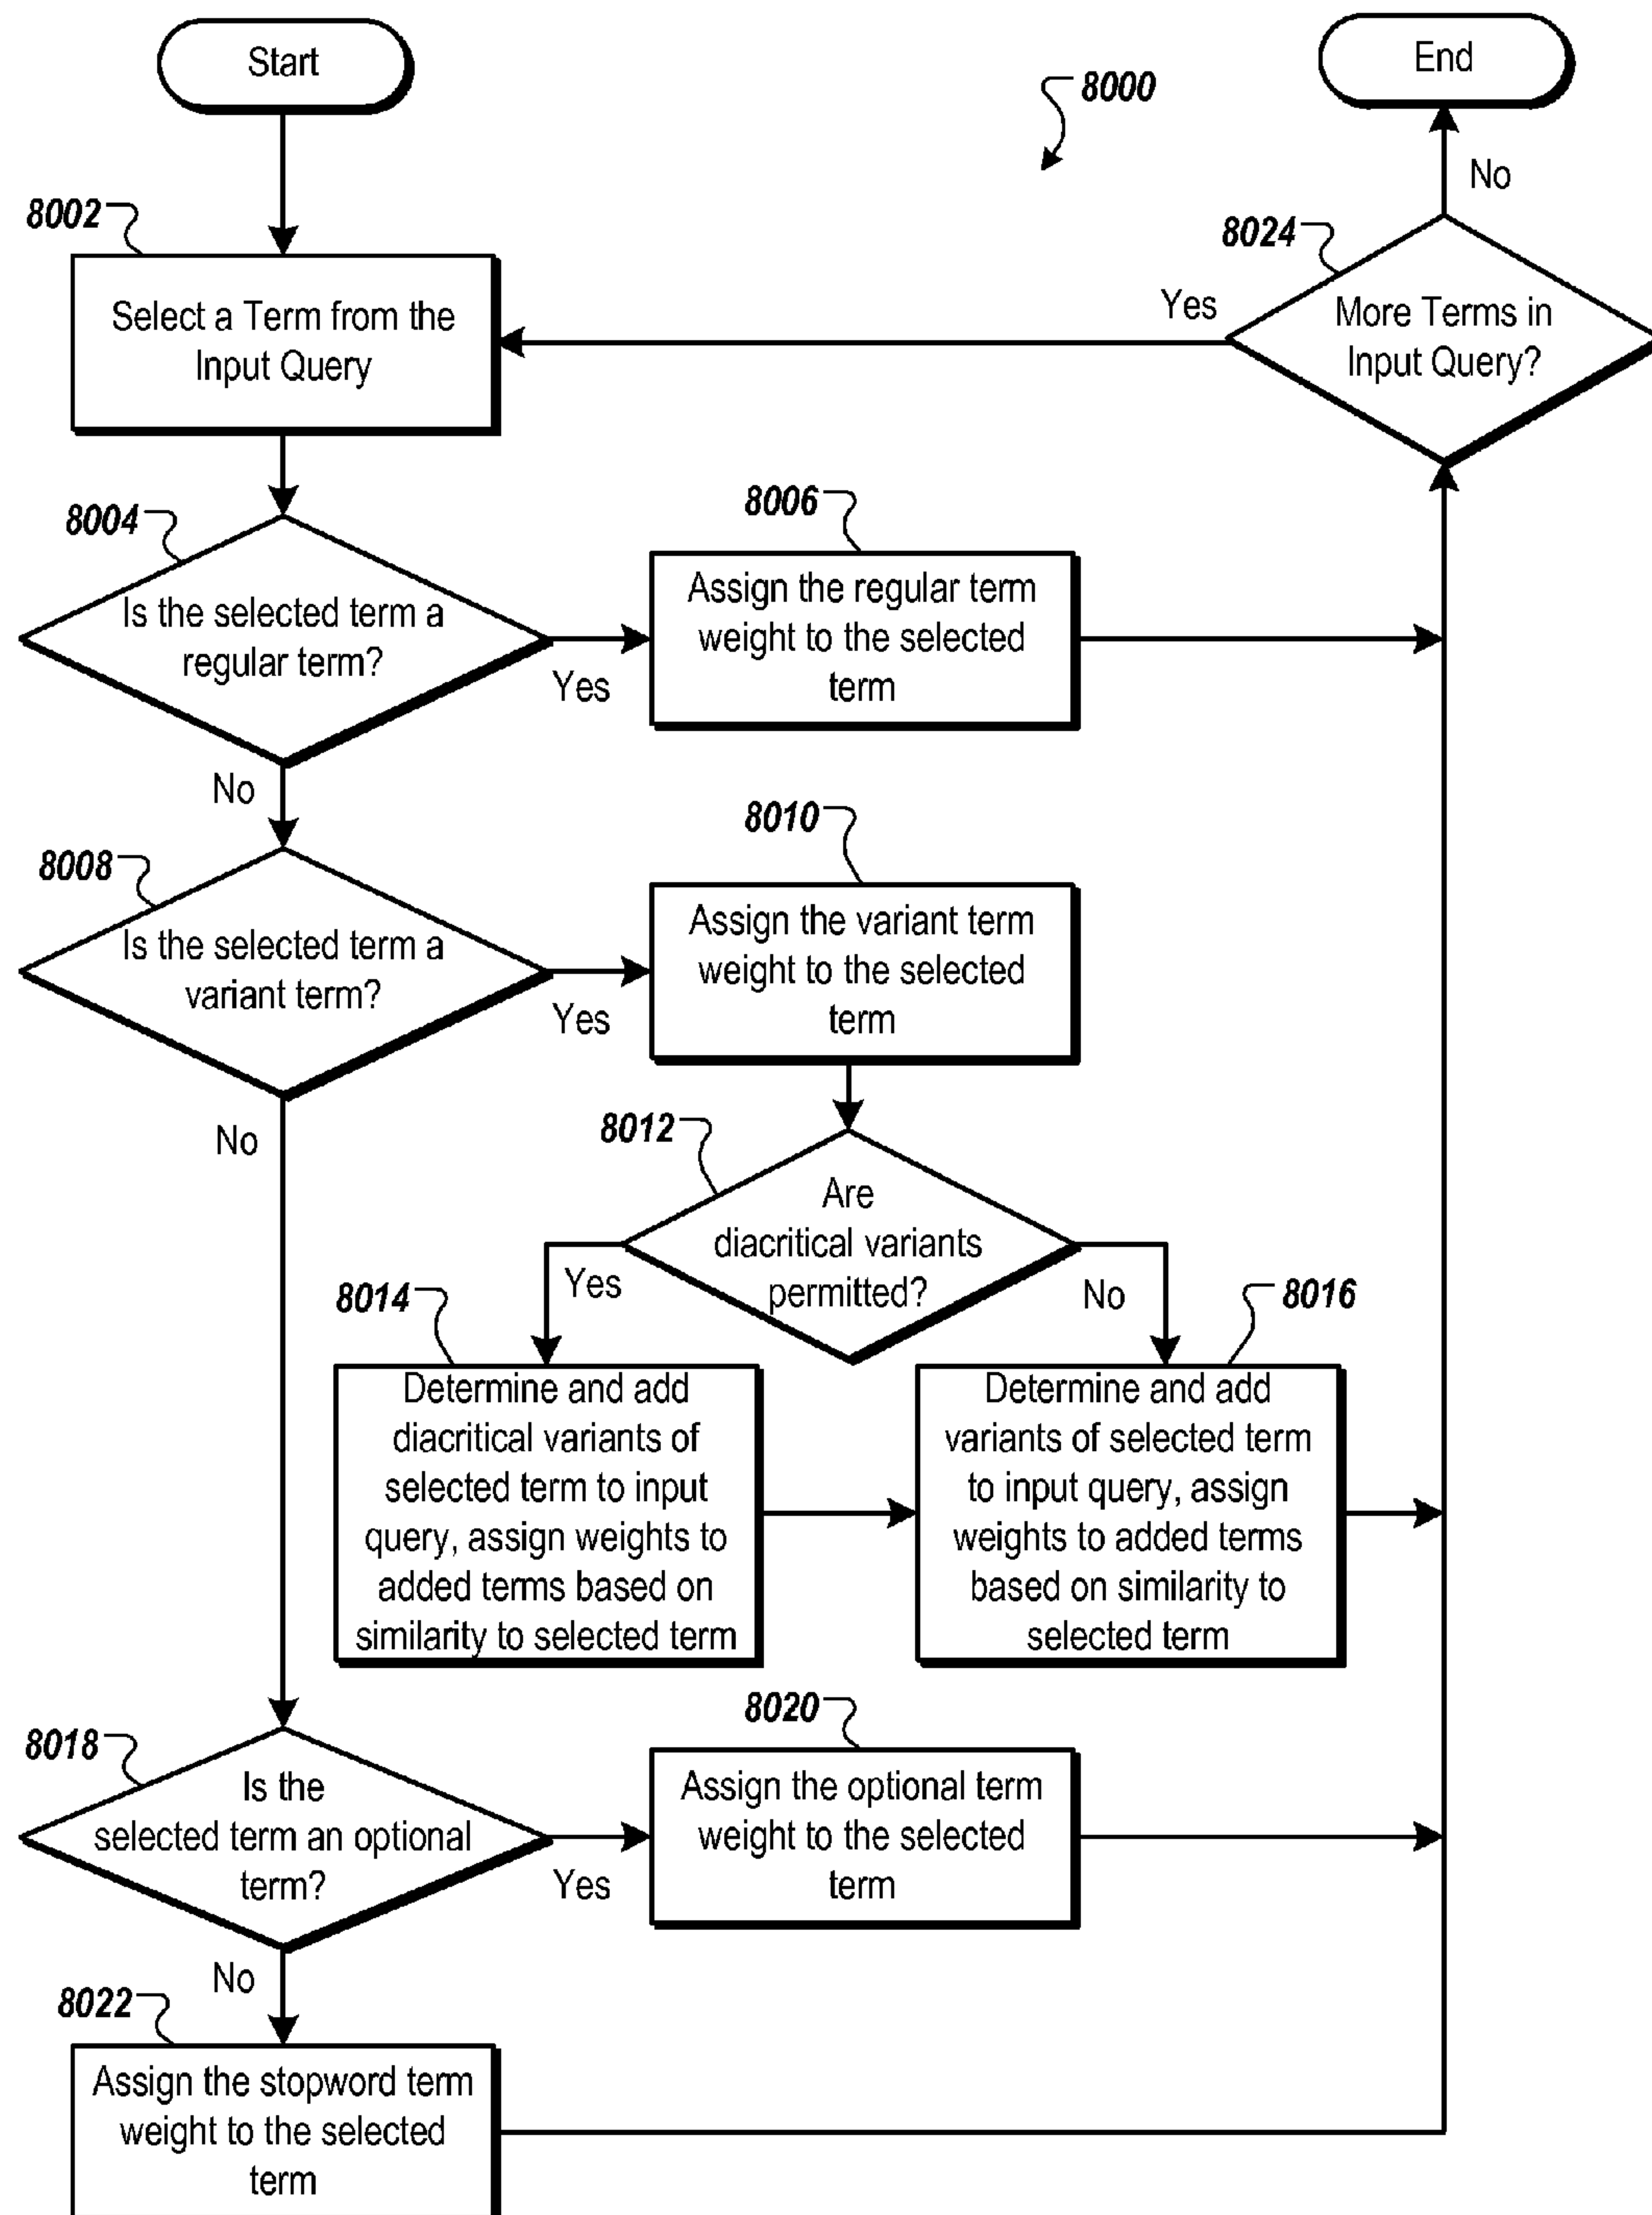 Start
End
8000
No
8002
8024
Select a Term from the
Input Query
Yes
More Terms in
Input Query?
8004
8006
Is the selected term a
regular term?
Yes
Assign the regular term
weight to the selected
term
No
8008
8010
Is the selected term a
variant term?
Yes
Assign the variant term
weight to the selected
term
No
8012
Are
diacritical variants
permitted?
Yes
No
8014
8016
Determine and add
diacritical variants of
selected term to input
query, assign weights to
added terms based on
similarity to selected term
Determine and add
variants of selected term
to input query, assign
weights to added terms
based on similarity to
selected term
8018
8020
Is the
selected term an optional
term?
Yes
Assign the optional term
weight to the selected
term
No
8022
Assign the stopword term
weight to the selected
term